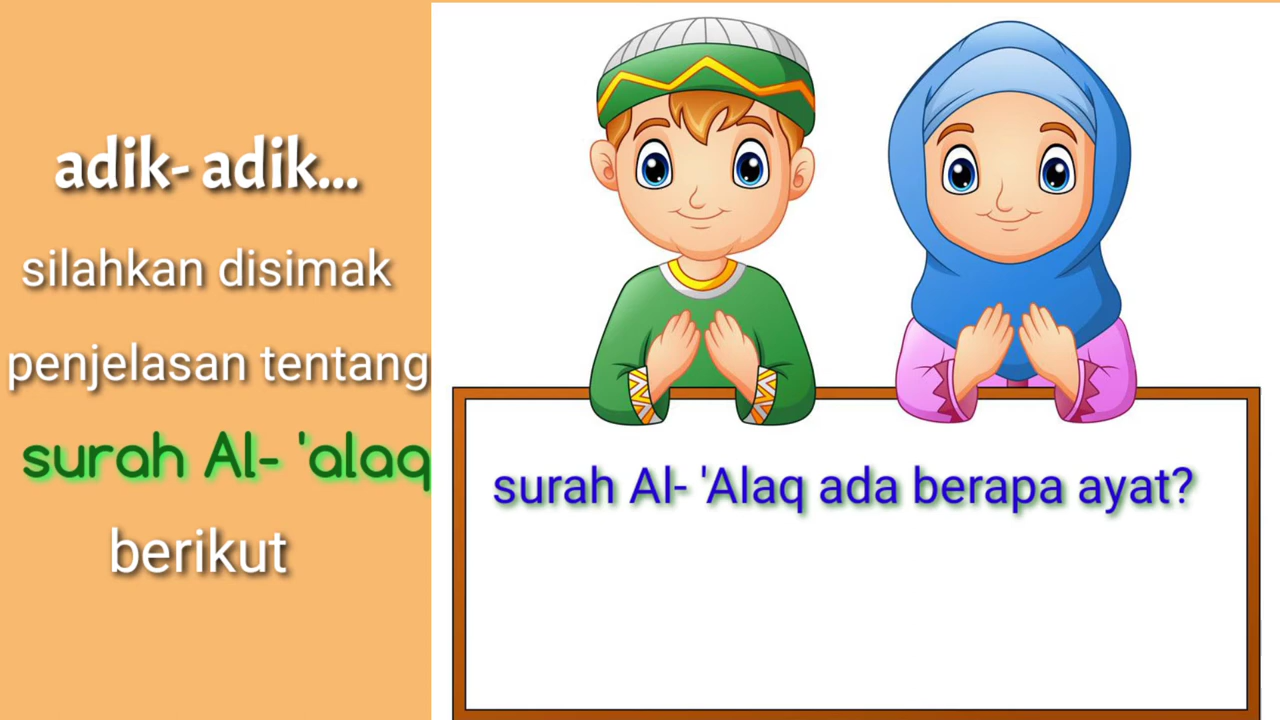 adik- adik...
silahkan disimak
penjelasan tentang
surah Al- 'alaq
berikut
surah Al- 'Alaq ada berapa ayat?